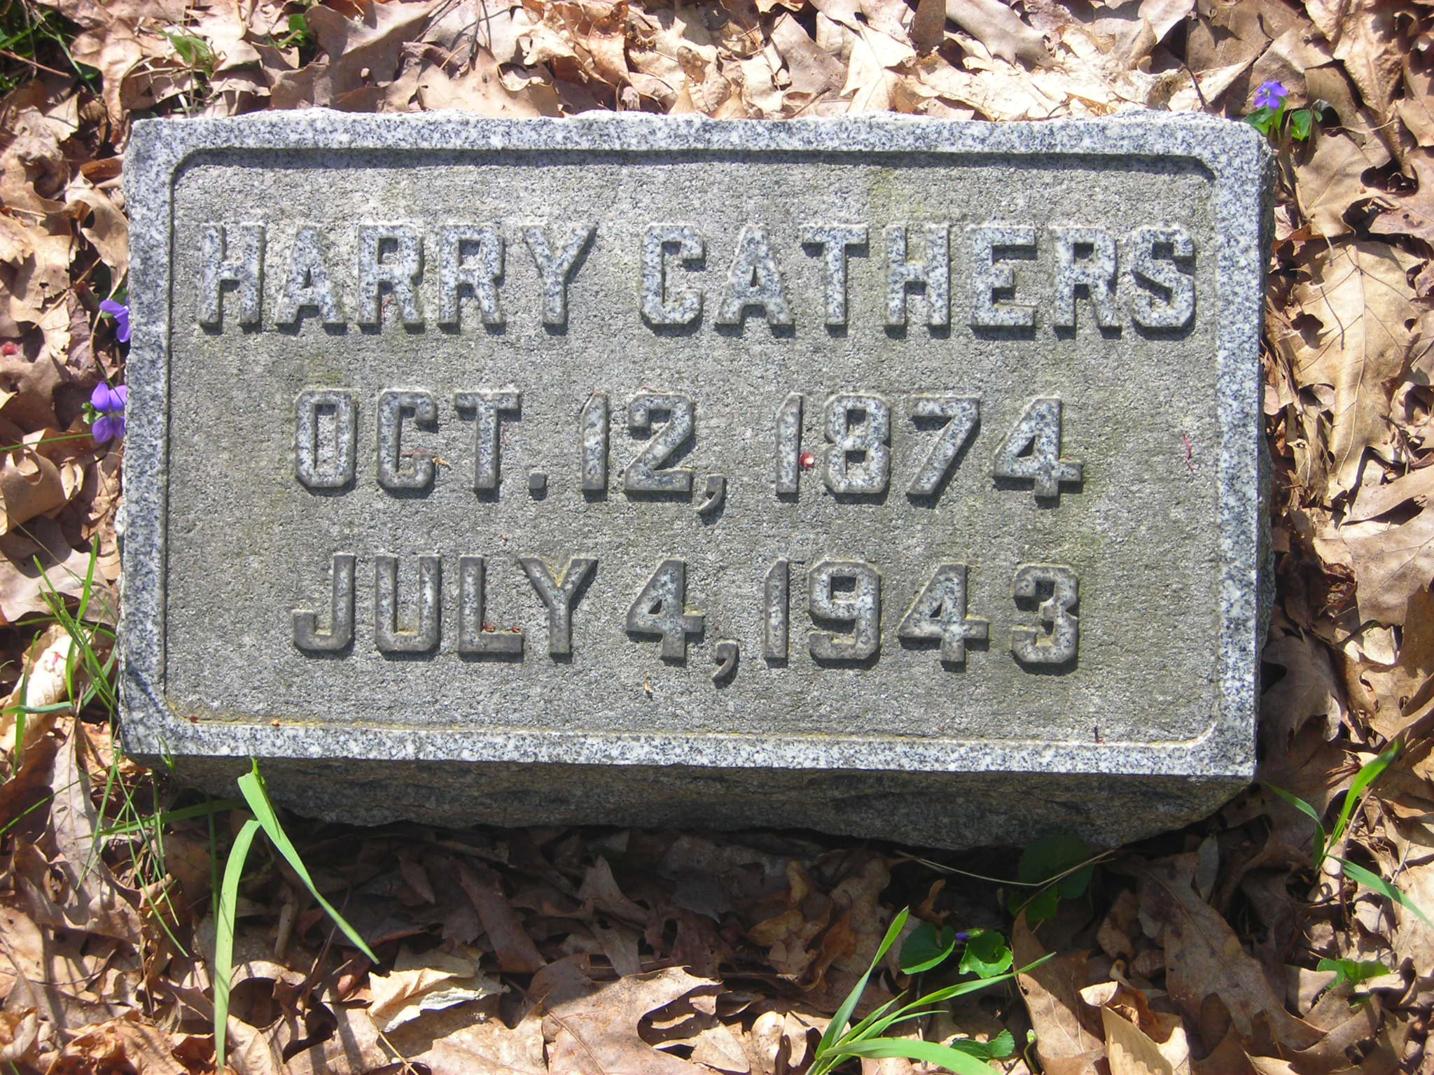 HARRY CATHERS
OCT. 12, 1874
JULY 4, 1943